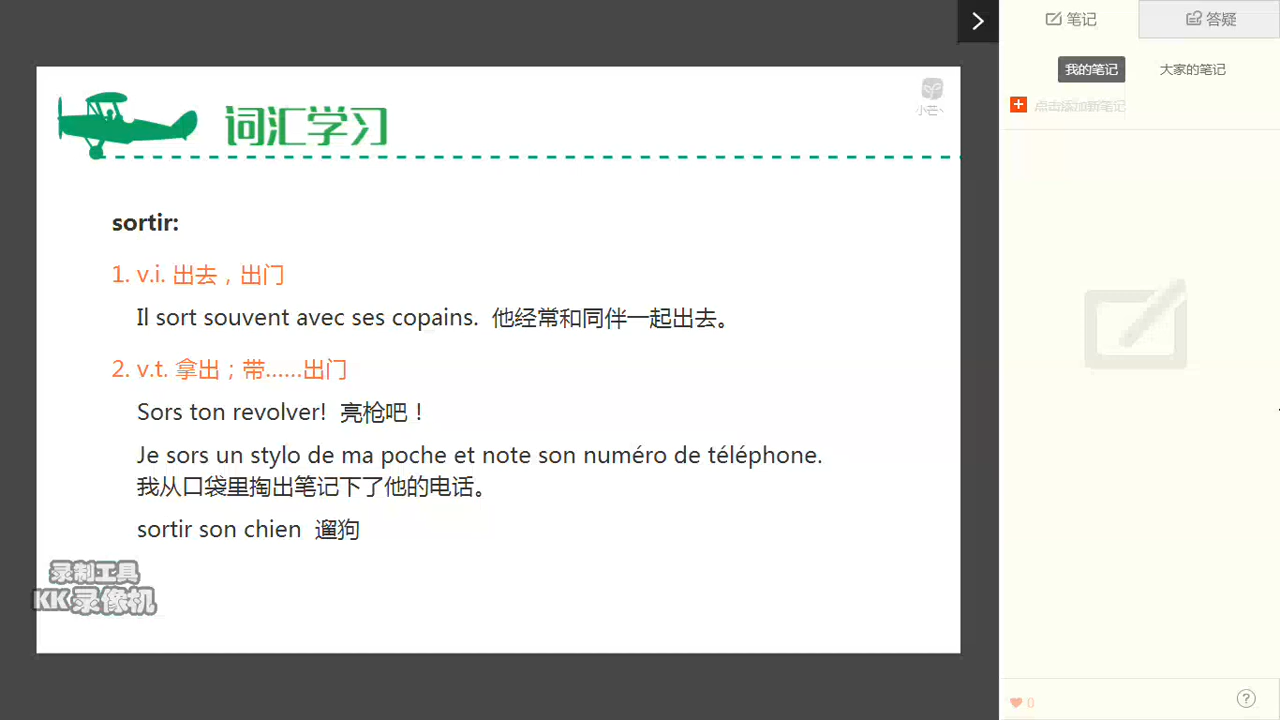 笔记
答疑
我的笔记
大家的笔记
点击添加新笔记
词汇学习
sortir:
1. v.i. 出去，出门
Il sort souvent avec ses copains. 他经常和同伴一起出去。
2. v.t. 拿出；带……出门
Sors ton revolver! 亮枪吧！
Je sors un stylo de ma poche et note son numéro de téléphone.
我从口袋里掏出笔记下了他的电话。
sortir son chien 遛狗
录制工具
KK录像机
0
?